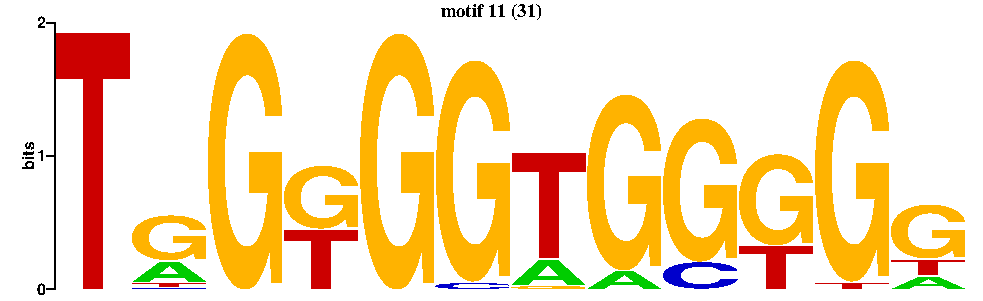 motif 11 (31)
2
1
0
bits
T G G G G G T G G G G G
A T C A A C T T T
T G A
C